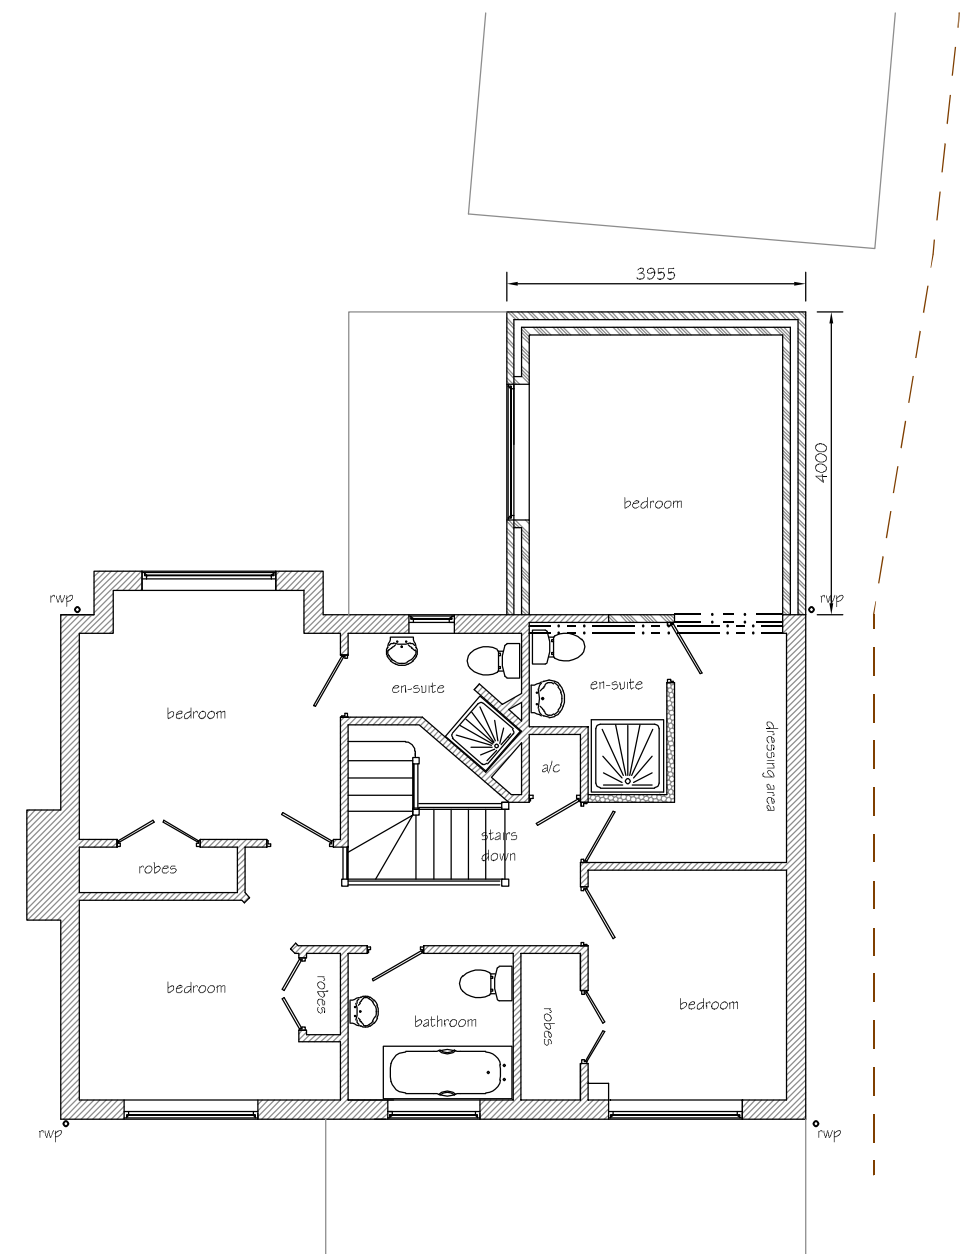 3955
4000
bedroom
rwp
rwp
en-suite
en-suite
bedroom
dressing area
a/c
stairs
down
robes
bedroom
robes
bathroom
robes
bedroom
rwp
rwp